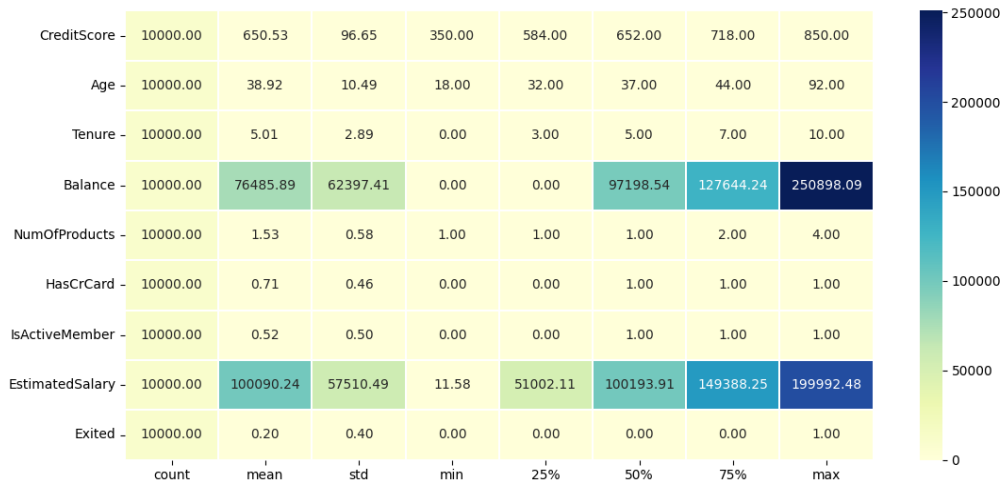 CreditScore 10000.00 650.53 96.65 350.00 584.00 652.00 718.00 850.00
Age 10000.00 38.92 10.49 18.00 32.00 37.00 44.00 92.00
Tenure 10000.00 5.01 2.89 0.00 3.00 5.00 7.00 10.00
Balance 10000.00 76485.89 62397.41 0.00 0.00 97198.54 127644.24 250898.09
NumOfProducts 10000.00 1.53 0.58 1.00 1.00 1.00 2.00 4.00
HasCrCard 10000.00 0.71 0.46 0.00 0.00 1.00 1.00 1.00
IsActiveMember 10000.00 0.52 0.50 0.00 0.00 1.00 1.00 1.00
EstimatedSalary 10000.00 100090.24 57510.49 11.58 51002.11 100193.91 149388.25 199992.48
Exited 10000.00 0.20 0.40 0.00 0.00 0.00 0.00 1.00
count mean std min 25% 50% 75% max
250000
200000
150000
100000
50000
0